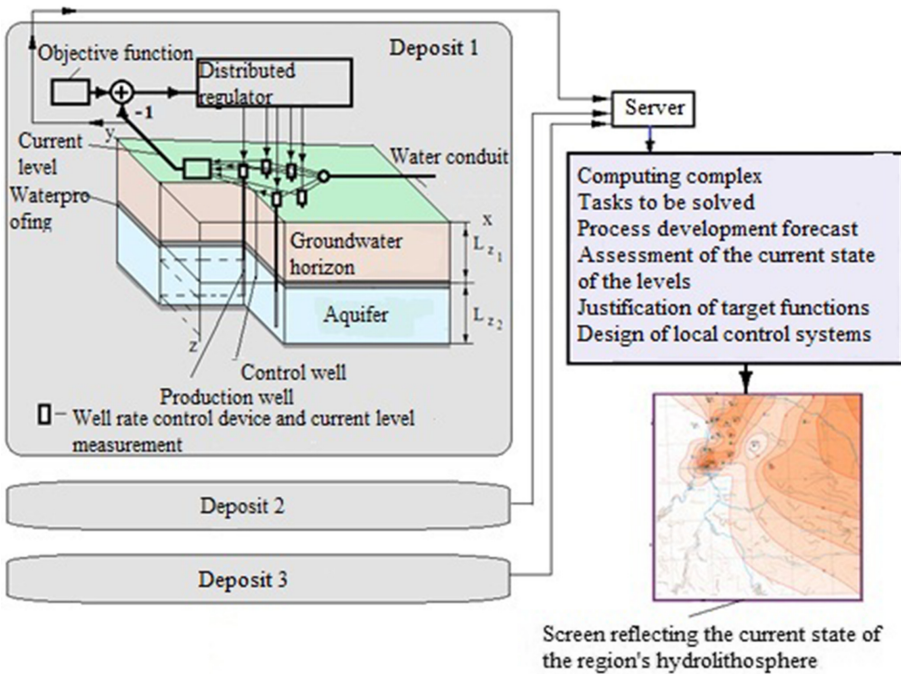 Deposit 1
Objective function
Distributed
regulator
-1
y
Current
level
Water conduit
Waterpro
ofing
x
Groundwater
horizon
L z1
Aquifer
L z2
z
Control well
Production well
Well rate control device and current level
measurement
Deposit 2
Deposit 3
Server
Computing complex
Tasks to be solved
Process development forecast
Assessment of the current state
of the levels
Justification of target functions
Design of local control systems
Screen reflecting the current state of
the region's hydrolithosphere